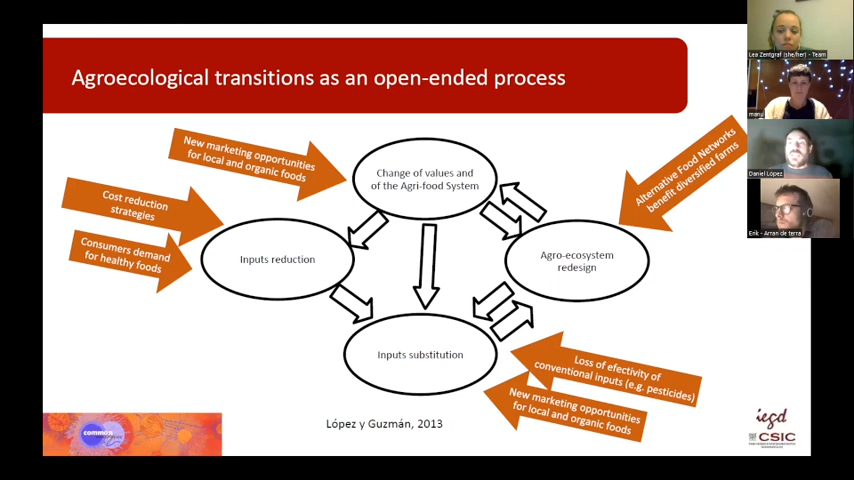 Agroecological transitions as an open-ended process
New marketing opportunities
for local and organic foods
Cost reduction
strategies
Consumers demand
for healthy foods
Change of values and
of the Agri-food System
Alternative Food Networks
benefit diversified farms
Inputs reduction
Agro-ecosystem
redesign
Inputs substitution
Loss of efectivity of
conventional inputs (e.g. pesticides)
New marketing opportunities
for local and organic foods
López y Guzmán, 2013
commons
iegd
CSIC
Lea Zentgraf (she/her) - Team
Daniel López
Erik - Arran de terra